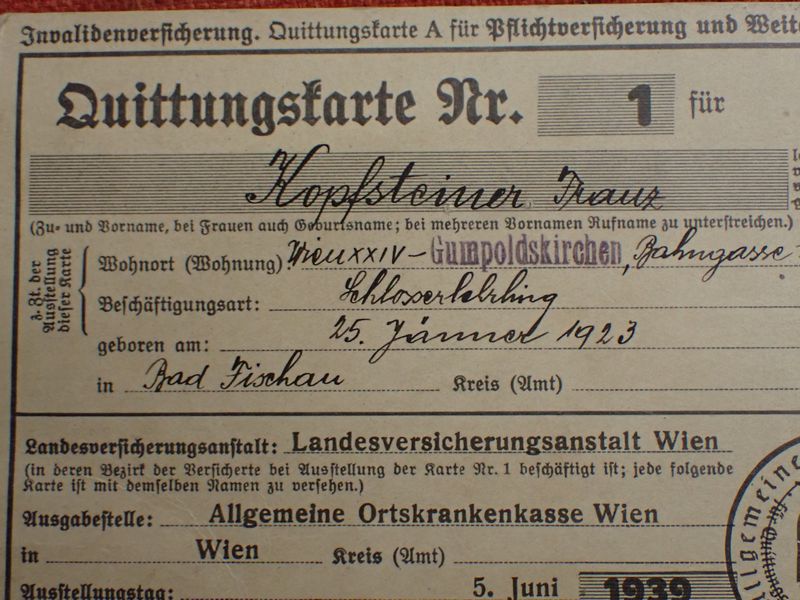 Invalidenversicherung. Quittungskarte A für Pflichtversicherung und Weite
Quittungskarte Nr. 1 für
Kopfsteiner Franz
(Zu- und Vorname, bei Frauen auch Geburtsname; bei mehreren Vornamen Rufname zu unterstreichen.)
z. Zt. der Ausstellung dieser Karte
Wohnort (Wohnung) Wien XXIV - Gumpoldskirchen, Bahngasse
Beschäftigungsart: Schlosserlehrling
geboren am: 25. Jänner 1923
in Bad Fischau Kreis (Amt)
Landesversicherungsanstalt: Landesversicherungsanstalt Wien
(in deren Bezirk der Versicherte bei Ausstellung der Karte Nr. 1 beschäftigt ist; jede folgende
Karte ist mit demselben Namen zu versehen.)
Ausgabestelle: Allgemeine Ortskrankenkasse Wien
in Wien Kreis (Amt)
Ausstellungstag: 5. Juni 1939
Allgemeine